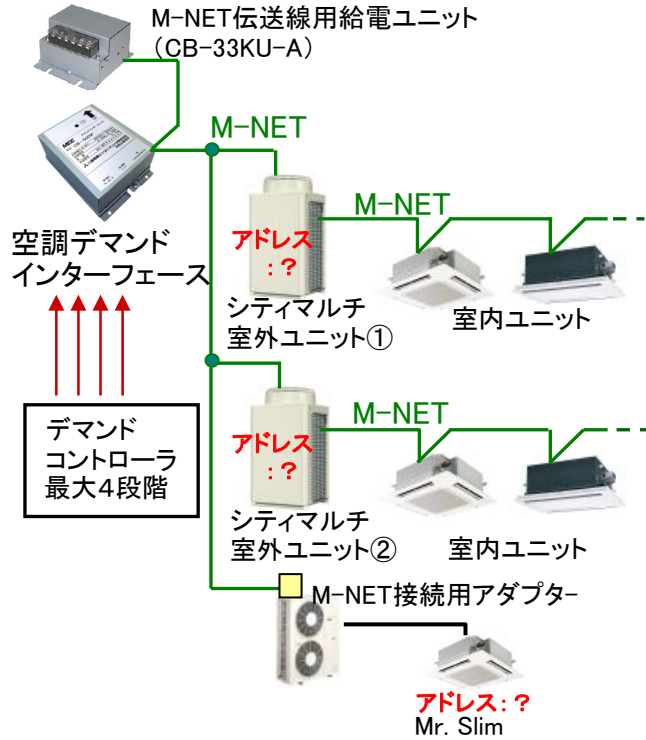 M-NET伝送線用給電ユニット
(CB-33KU-A)
M-NET
空調デマンド
インターフェース
アドレス
:?
M-NET
シティマルチ
室外ユニット①
室内ユニット
デマンド
コントローラ
最大4段階
アドレス
:?
M-NET
シティマルチ
室外ユニット②
室内ユニット
M-NET接続用アダプター
アドレス:?
Mr. Slim